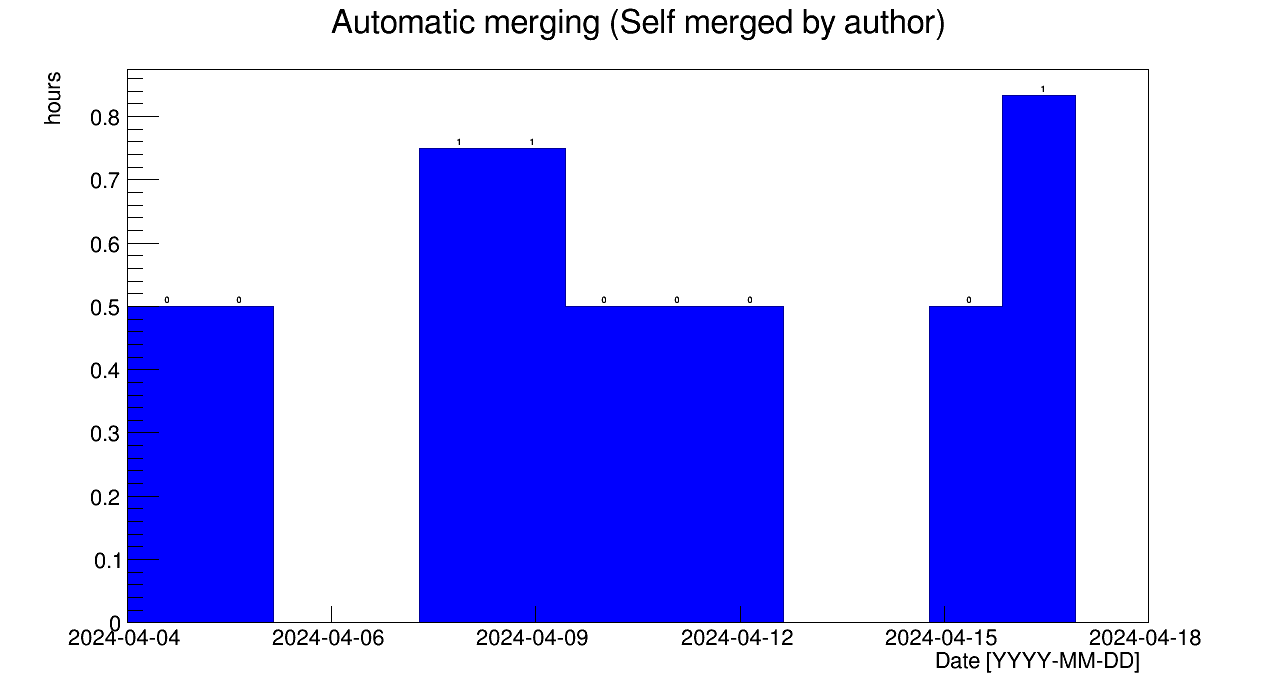 Automatic merging (Self merged by author)
hours
0.8
0.7
0.6
0.5
0.4
0.3
0.2
0.1
0
0 0 1 1 0 0 0 0 1
2024-04-04 2024-04-06 2024-04-09 2024-04-12 2024-04-15 2024-04-18
Date [YYYY-MM-DD]